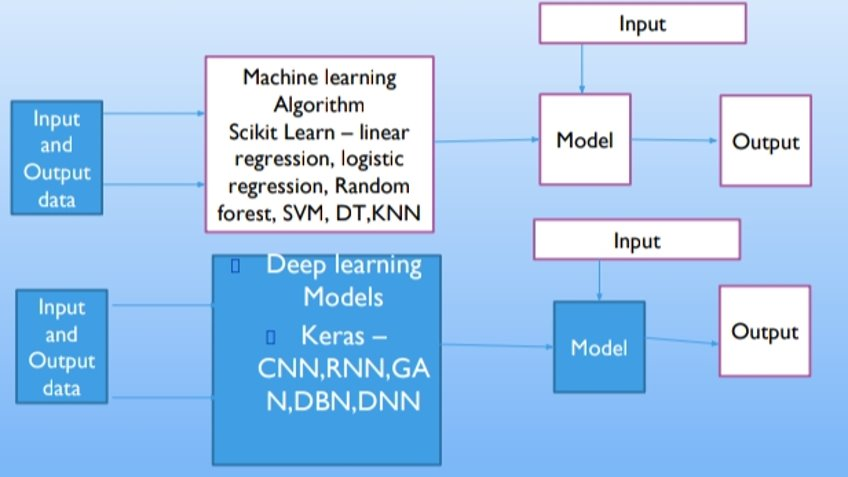 Input
Machine learning
Algorithm
Scikit Learn – linear
regression, logistic
regression, Random
forest, SVM, DT,KNN
Input
and
Output
data
Model
Output
Input
Deep learning
Models
Keras –
CNN,RNN,GA
N,DBN,DNN
Input
and
Output
data
Model
Output